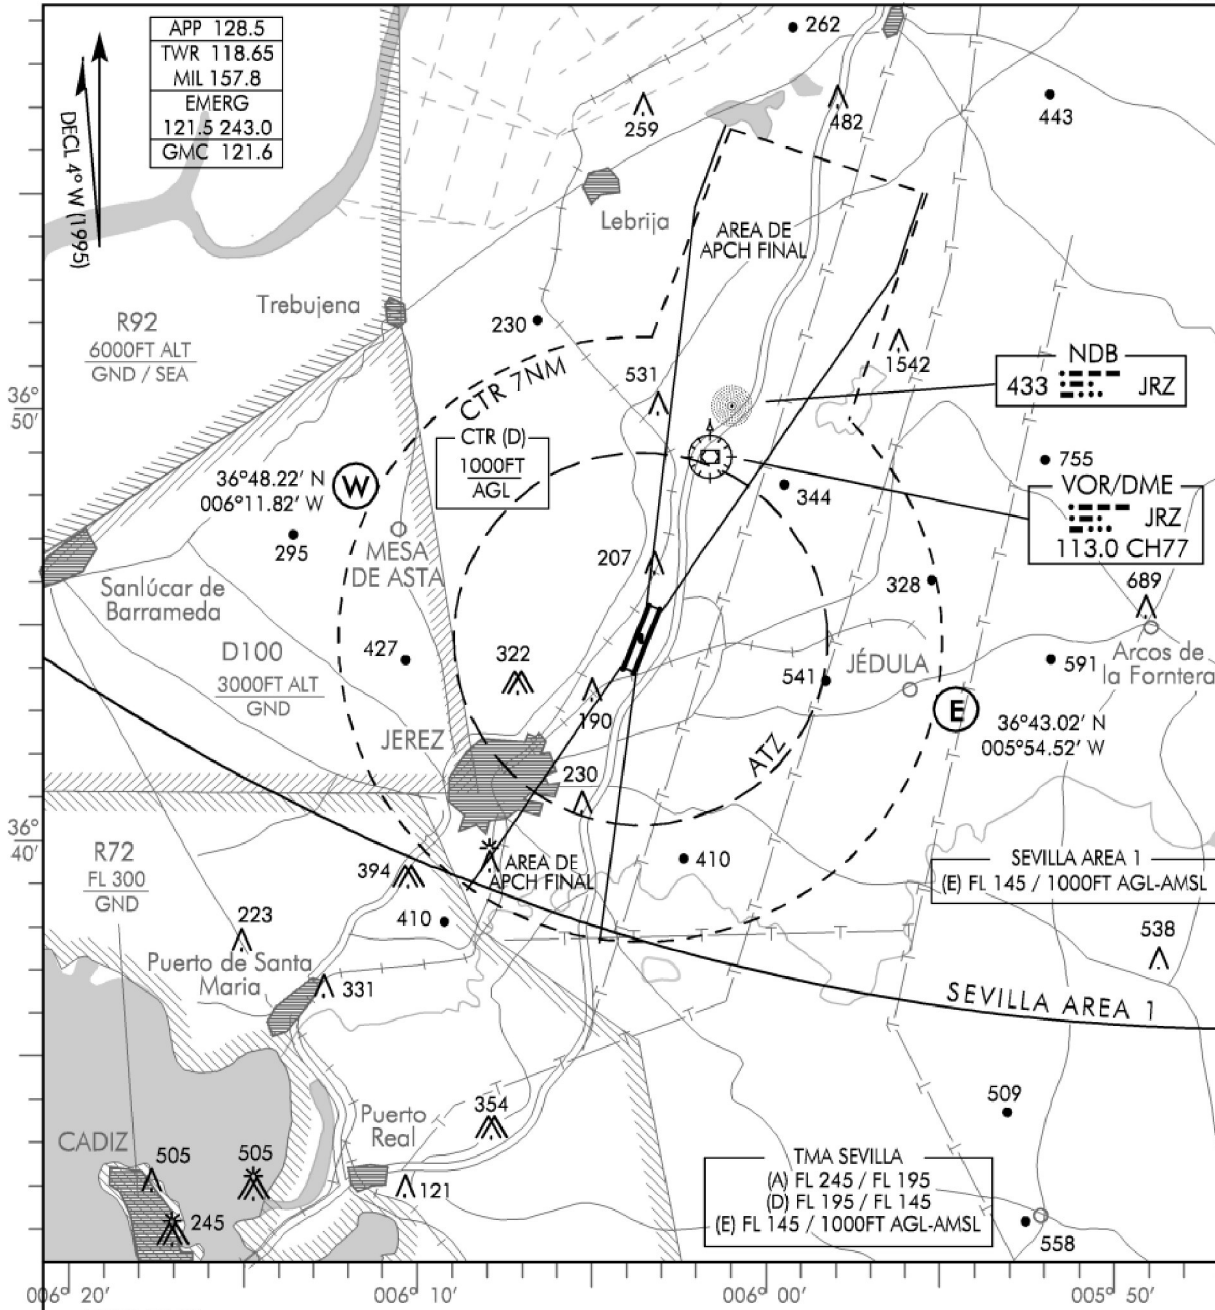 APP 128.5
TWR 118.65
MIL 157.8
EMERG
121.5 243.0
GMC 121.6
DECL 4° W (1995)
262
443
259
482
Lebrija
AREA DE
APCH FINAL
Trebujena
R92
6000FT ALT
GND / SEA
230
1542
NDB
433 JRZ
36°
50'
531
CTR 7NM
CTR (D)
1000FT
AGL
36°48.22' N
006°11.82' W
W
755
VOR/DME
JRZ
113.0 CH77
344
295
MESA
DE ASTA
207
328
689
Sanlúcar de
Barrameda
427
322
D100
3000FT ALT
GND
541
JÉDULA
591
Arcos de
la Forntera
190
E
36°43.02' N
005°54.52' W
JEREZ
230
ATZ
36°
40'
R72
FL 300
GND
394
AREA DE
APCH FINAL
410
SEVILLA AREA 1
(E) FL 145 / 1000FT AGL-AMSL
410
223
538
Puerto de Santa
Maria
331
SEVILLA AREA 1
509
354
Puerto
Real
CADIZ
505
505
121
245
TMA SEVILLA
(A) FL 245 / FL 195
(D) FL 195 / FL 145
(E) FL 145 / 1000FT AGL-AMSL
558
006° 20'
006° 10'
006° 00'
005° 50'